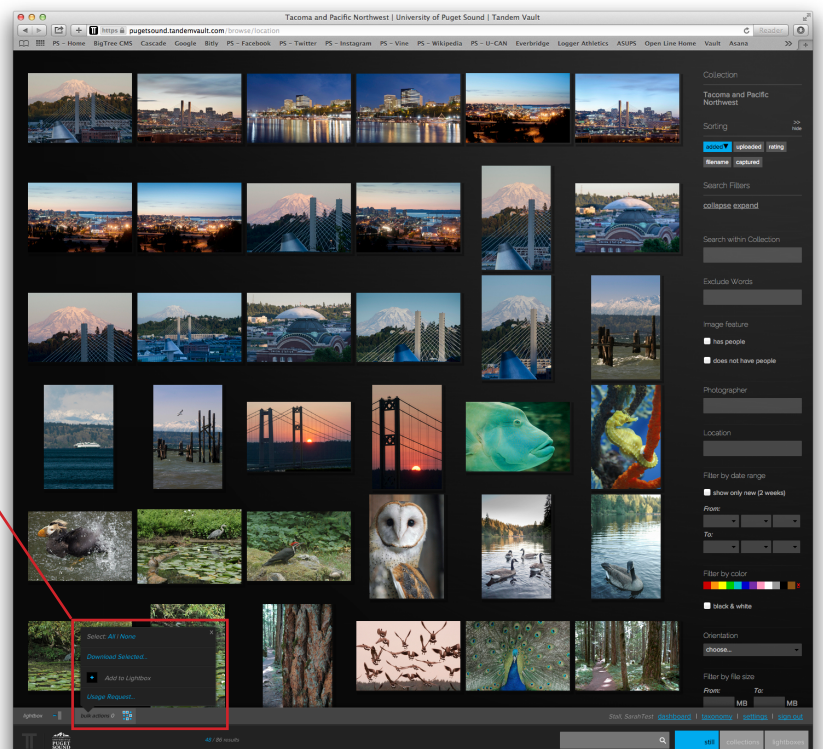 Tacoma and Pacific Northwest | University of Puget Sound | Tandem Vault
https pugetsound.tandemvault.com/browse/location
Reader
PS – Home BigTree CMS Cascade Google Bitly PS – Facebook PS – Twitter PS – Instagram PS – Vine PS – Wikipedia PS – U-CAN Everbridge Logger Athletics ASUPS Open Line Home Vault Asana >>
Collection
Tacoma and Pacific
Northwest
Sorting
>>
hide
added▼ uploaded rating
filename captured
Search Filters
collapse expand
Search within Collection
Exclude Words
Image feature
has people
does not have people
Photographer
Location
Filter by date range
show only new (2 weeks)
From:
To:
Filter by color
black & white
Orientation
choose...
Filter by file size
From: To:
MB MB
Select: All | None
x
Download Selected...
+ Add to Lightbox
Usage Request...
lightbox
bulk actions
Staff, SarahTest dashboard | taxonomy | settings | sign out
PUGET
SOUND
All / 86 results
still collections lightboxes